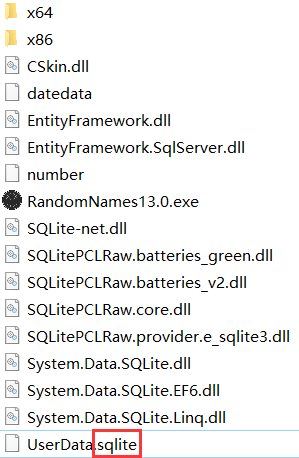 x64
x86
CSkin.dll
datedata
EntityFramework.dll
EntityFramework.SqlServer.dll
number
RandomNames13.0.exe
SQLite-net.dll
SQLitePCLRaw.batteries_green.dll
SQLitePCLRaw.batteries_v2.dll
SQLitePCLRaw.core.dll
SQLitePCLRaw.provider.e_sqlite3.dll
System.Data.SQLite.dll
System.Data.SQLite.EF6.dll
System.Data.SQLite.Linq.dll
UserData.sqlite